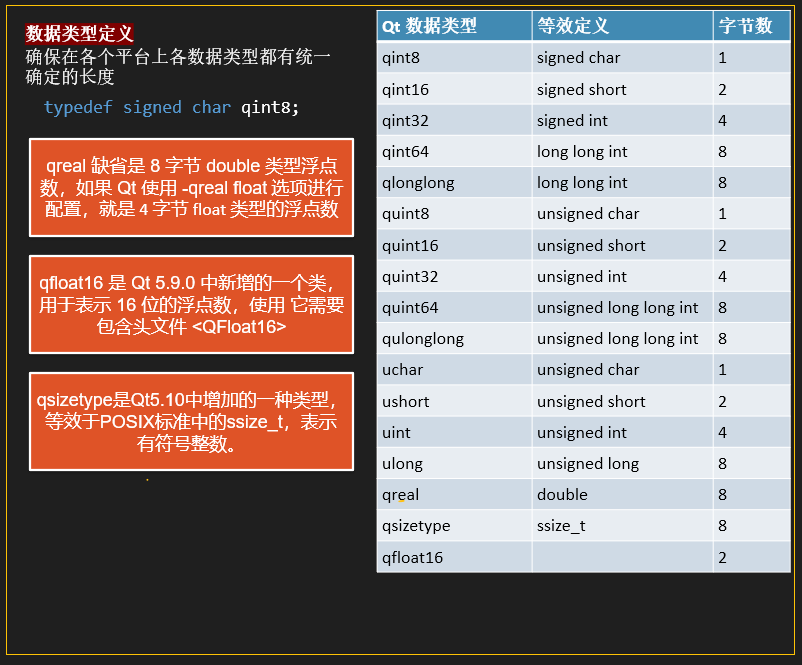 数据类型定义
确保在各个平台上各数据类型都有统一
确定的长度
typedef signed char qint8;
qreal 缺省是 8 字节 double 类型浮点
数，如果 Qt 使用 -qreal float 选项进行
配置，就是 4 字节 float 类型的浮点数
qfloat16 是 Qt 5.9.0 中新增的一个类，
用于表示 16 位的浮点数，使用 它需要
包含头文件 <QFloat16>
qsizetype是Qt5.10中增加的一种类型，
等效于POSIX标准中的ssize_t，表示
有符号整数。
Qt 数据类型 等效定义 字节数
qint8 signed char 1
qint16 signed short 2
qint32 signed int 4
qint64 long long int 8
qlonglong long long int 8
quint8 unsigned char 1
quint16 unsigned short 2
quint32 unsigned int 4
quint64 unsigned long long int 8
qulonglong unsigned long long int 8
uchar unsigned char 1
ushort unsigned short 2
uint unsigned int 4
ulong unsigned long 8
qreal double 8
qsizetype ssize_t 8
qfloat16 2